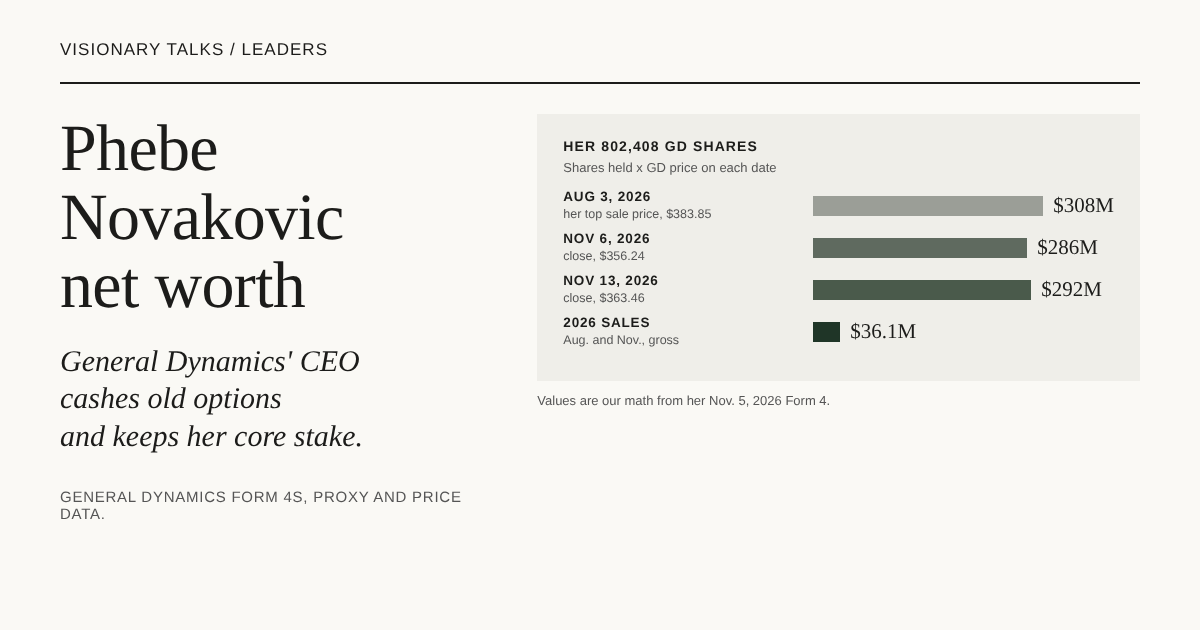 VISIONARY TALKS / LEADERS
Phebe
Novakovic
net worth
General Dynamics' CEO
cashes old options
and keeps her core stake.
GENERAL DYNAMICS FORM 4S, PROXY AND PRICE
DATA.
HER 802,408 GD SHARES
Shares held x GD price on each date
AUG 3, 2026
her top sale price, $383.85
$308M
NOV 6, 2026
close, $356.24
$286M
NOV 13, 2026
close, $363.46
$292M
2026 SALES
Aug. and Nov., gross
$36.1M
Values are our math from her Nov. 5, 2026 Form 4.